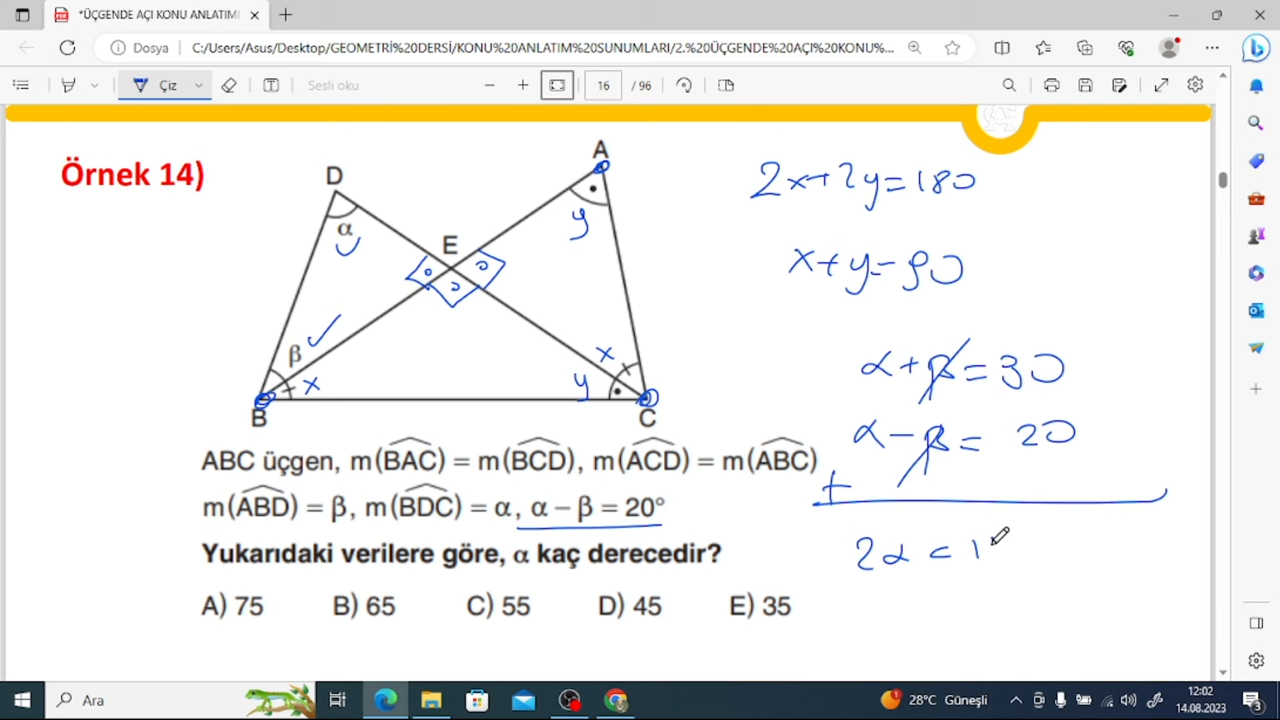 *ÜÇGENDE AÇI KONU ANLATIMI
Dosya C:/Users/Asus/Desktop/GEOMETRİ%20DERSİ/KONU%20ANLATIM%20SUNUMLARI/2.%20ÜÇGENDE%20AÇI%20KONU%...
Çiz Sesli oku 16 / 96
Örnek 14)
D
A
E
α
β
x
y
x
y
B
C
2x+2y=180
x+y=90
α+β=90
α-β= 20
+
2α = 1
ABC üçgen, m(BAC) = m(BCD), m(ACD) = m(ABC)
m(ABD) = β, m(BDC) = α, α − β = 20°
Yukarıdaki verilere göre, α kaç derecedir?
A) 75 B) 65 C) 55 D) 45 E) 35
Ara
28°C Güneşli
12:02
14.08.2023
3